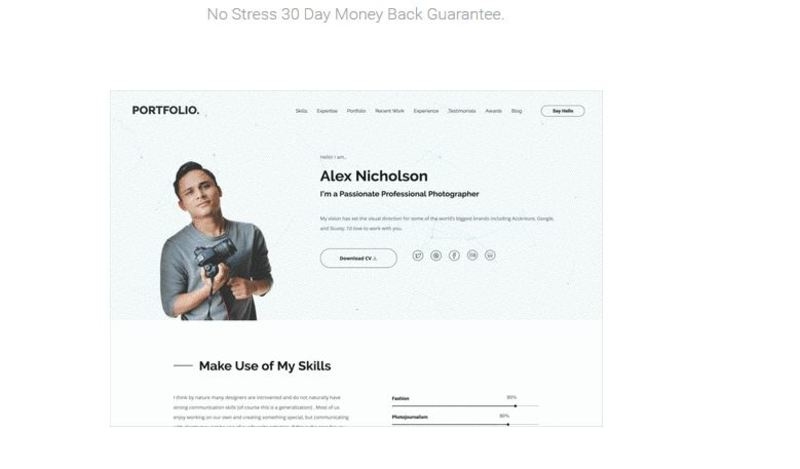 No Stress 30 Day Money Back Guarantee.
PORTFOLIO.
Skills Expertise Portfolio Recent Work Experience Testimonials Awards Blog Say Hello
Hello! I am..
Alex Nicholson
I'm a Passionate Professional Photographer
My vision has set the visual direction for some of the world's biggest brands including Accenture, Google,
and Stussy. I'd love to work with you.
Download CV
Make Use of My Skills
I think by nature many designers are introverted and do not naturally have
strong communication skills (of course this is a generalization) . Most of us
enjoy working on our own and creating something special, but communicating
Fashion
Photojournalism